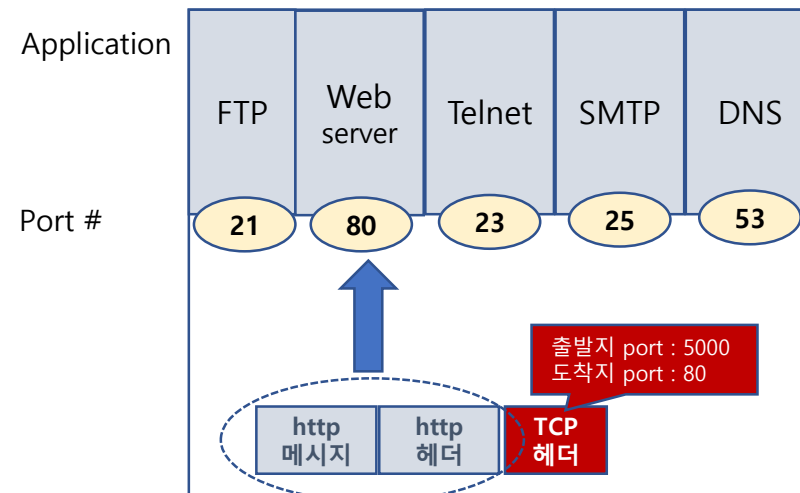 Application
FTP
Web
server
Telnet
SMTP
DNS
Port #
21
80
23
25
53
출발지 port : 5000
도착지 port : 80
http
메시지
http
헤더
TCP
헤더